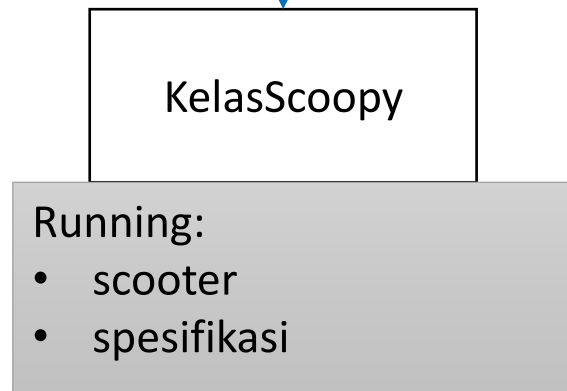 KelasScoopy
Running:
• scooter
• spesifikasi